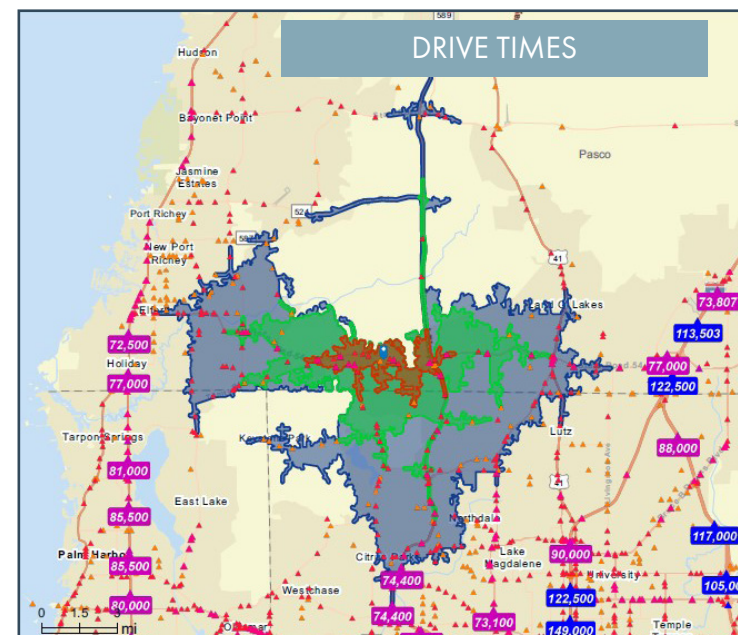 DRIVE TIMES
589
Hudson
Bayonet Point
Pasco
Jasmine
Estates
Port Richey
52
587
New Port
Richey
41
Land O Lakes
73,807
113,503
72,500
Holiday
77,000
77,000
122,500
Tarpon Springs
Lutz
88,000
81,000
East Lake
41
85,500
Northdale
117,000
Palm Harbo
85,500
Citrus Park
Lake
Magdalene
90,000
74,400
University
105,0
80,000
Westchase
122,500
74,400
73,100
149,000
Temple
0 1.5 3
mi